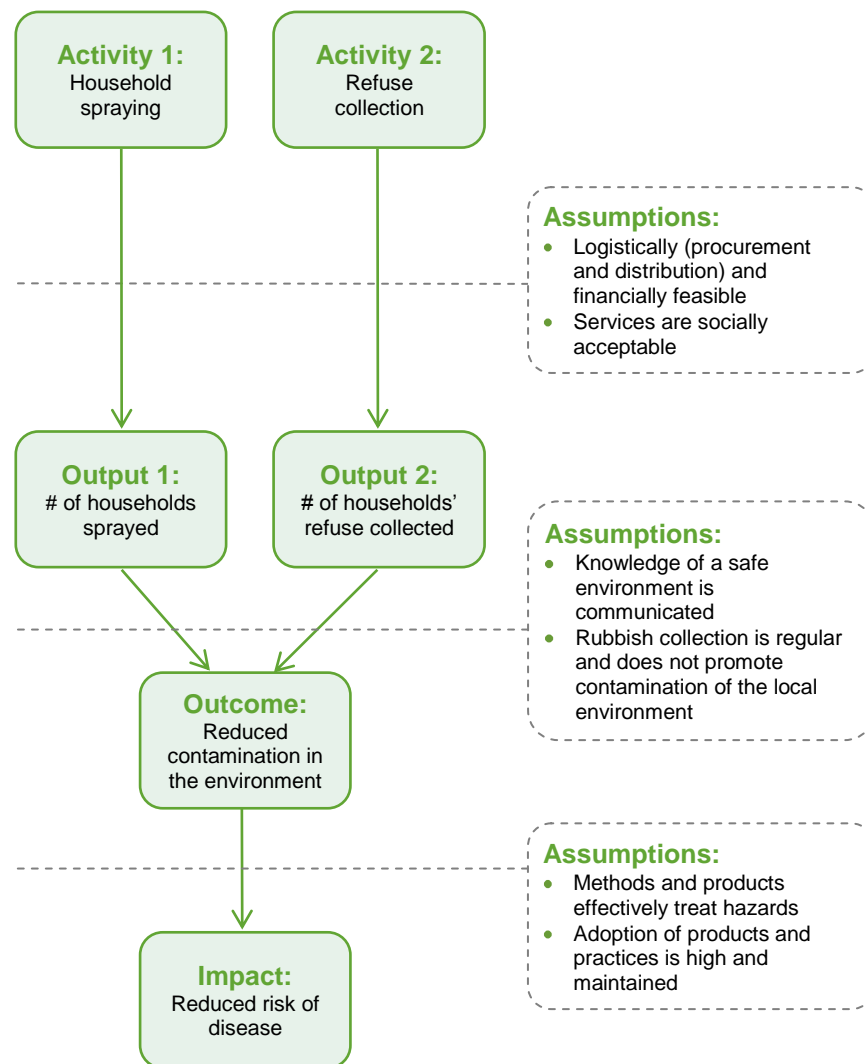 Activity 1:
Household
spraying
Activity 2:
Refuse
collection
Assumptions:
• Logistically (procurement
and distribution) and
financially feasible
• Services are socially
acceptable
Output 1:
# of households
sprayed
Output 2:
# of households’
refuse collected
Assumptions:
• Knowledge of a safe
environment is
communicated
• Rubbish collection is regular
and does not promote
contamination of the local
environment
Outcome:
Reduced
contamination in
the environment
Assumptions:
• Methods and products
effectively treat hazards
• Adoption of products and
practices is high and
maintained
Impact:
Reduced risk of
disease